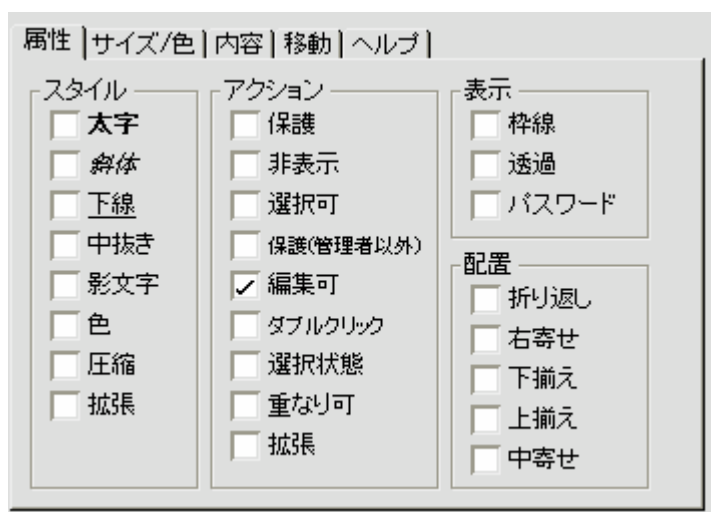 属性 サイズ/色 内容 移動 ヘルプ
スタイル
太字
斜体
下線
中抜き
影文字
色
圧縮
拡張
アクション
保護
非表示
選択可
保護(管理者以外)
編集可
ダブルクリック
選択状態
重なり可
拡張
表示
枠線
透過
パスワード
配置
折り返し
右寄せ
下揃え
上揃え
中寄せ